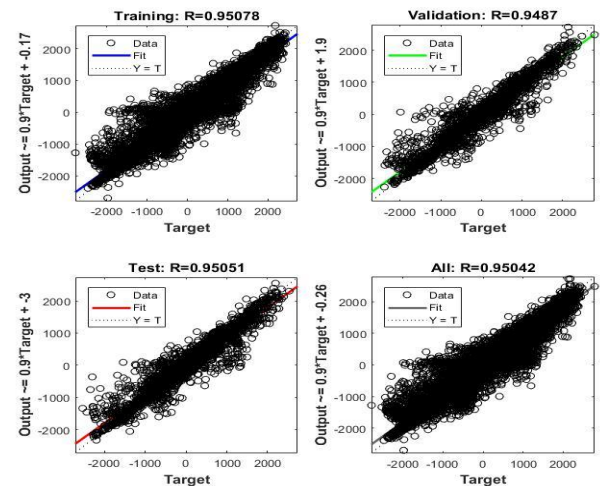 Training: R=0.95078
Output ~= 0.9*Target + -0.17
2000
1000
0
-1000
-2000
Data
Fit
Y = T
-2000 -1000 0 1000 2000
Target
Validation: R=0.9487
Output ~= 0.9*Target + 1.9
2000
1000
0
-1000
-2000
Data
Fit
Y = T
-2000 -1000 0 1000 2000
Target
Test: R=0.95051
Output ~= 0.9*Target + -3
2000
1000
0
-1000
-2000
Data
Fit
Y = T
-2000 -1000 0 1000 2000
Target
All: R=0.95042
Output ~= 0.9*Target + -0.26
2000
1000
0
-1000
-2000
Data
Fit
Y = T
-2000 -1000 0 1000 2000
Target